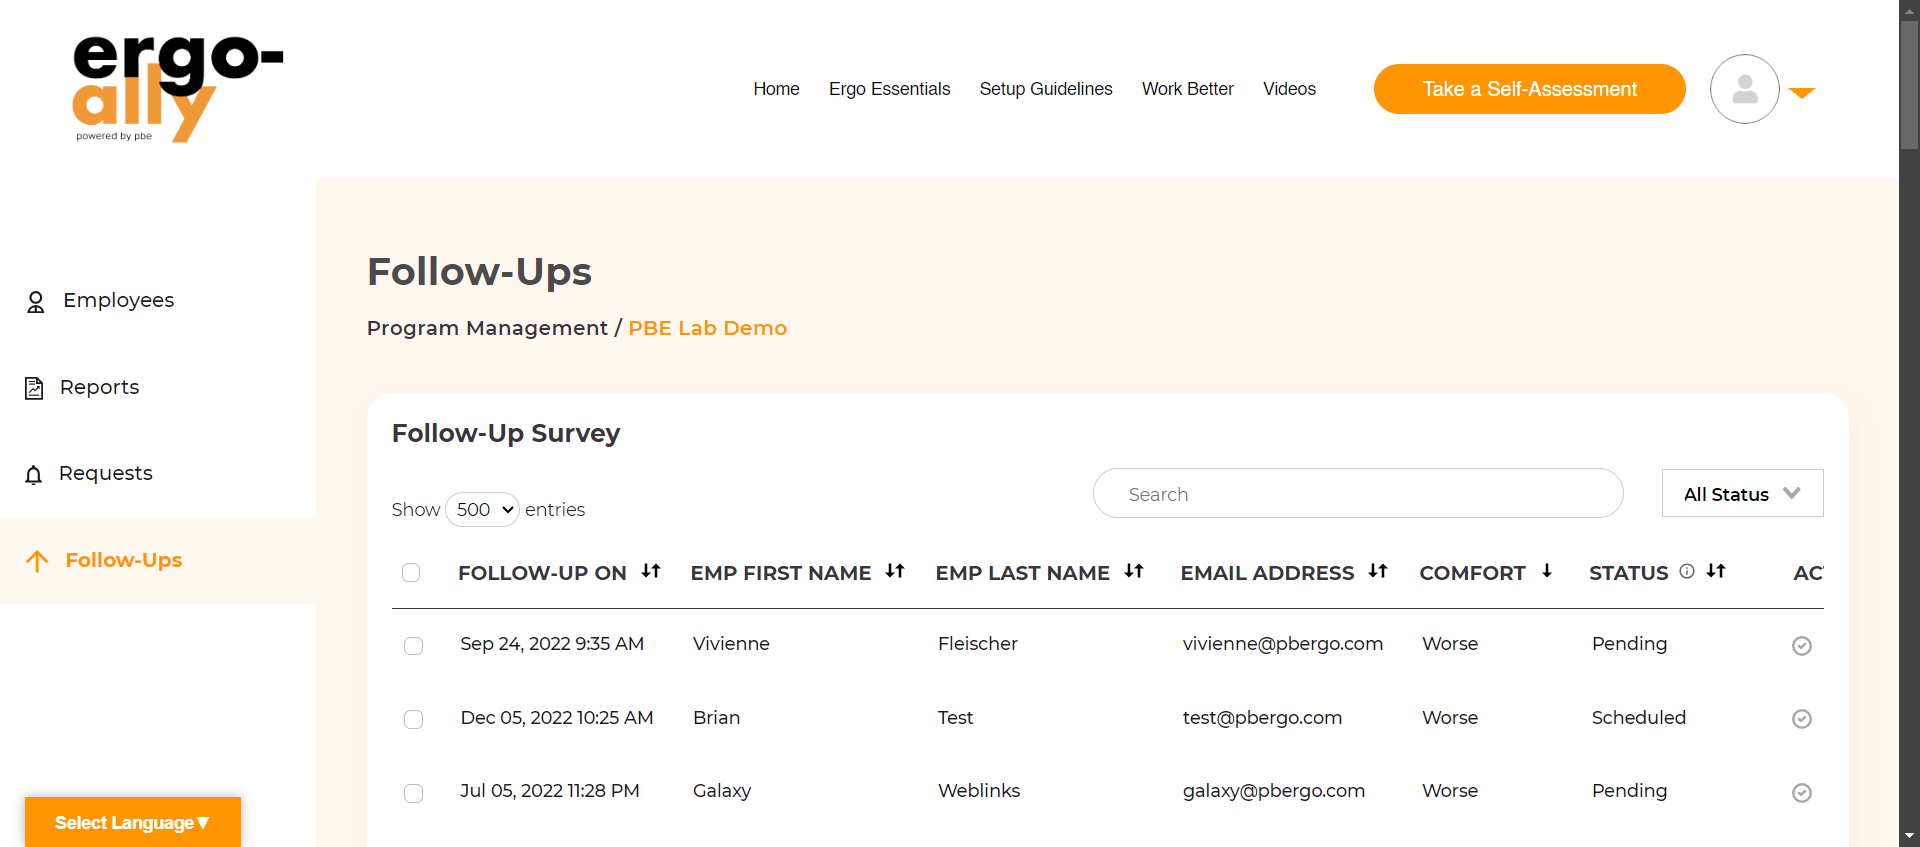 ergo-
ally
powered by pbe
Home Ergo Essentials Setup Guidelines Work Better Videos Take a Self-Assessment
Employees
Reports
Requests
Follow-Ups
Select Language▼
Follow-Ups
Program Management / PBE Lab Demo
Follow-Up Survey
Show 500 entries
Search
All Status
FOLLOW-UP ON EMP FIRST NAME EMP LAST NAME EMAIL ADDRESS COMFORT STATUS
Sep 24, 2022 9:35 AM Vivienne Fleischer vivienne@pbergo.com Worse Pending
Dec 05, 2022 10:25 AM Brian Test test@pbergo.com Worse Scheduled
Jul 05, 2022 11:28 PM Galaxy Weblinks galaxy@pbergo.com Worse Pending